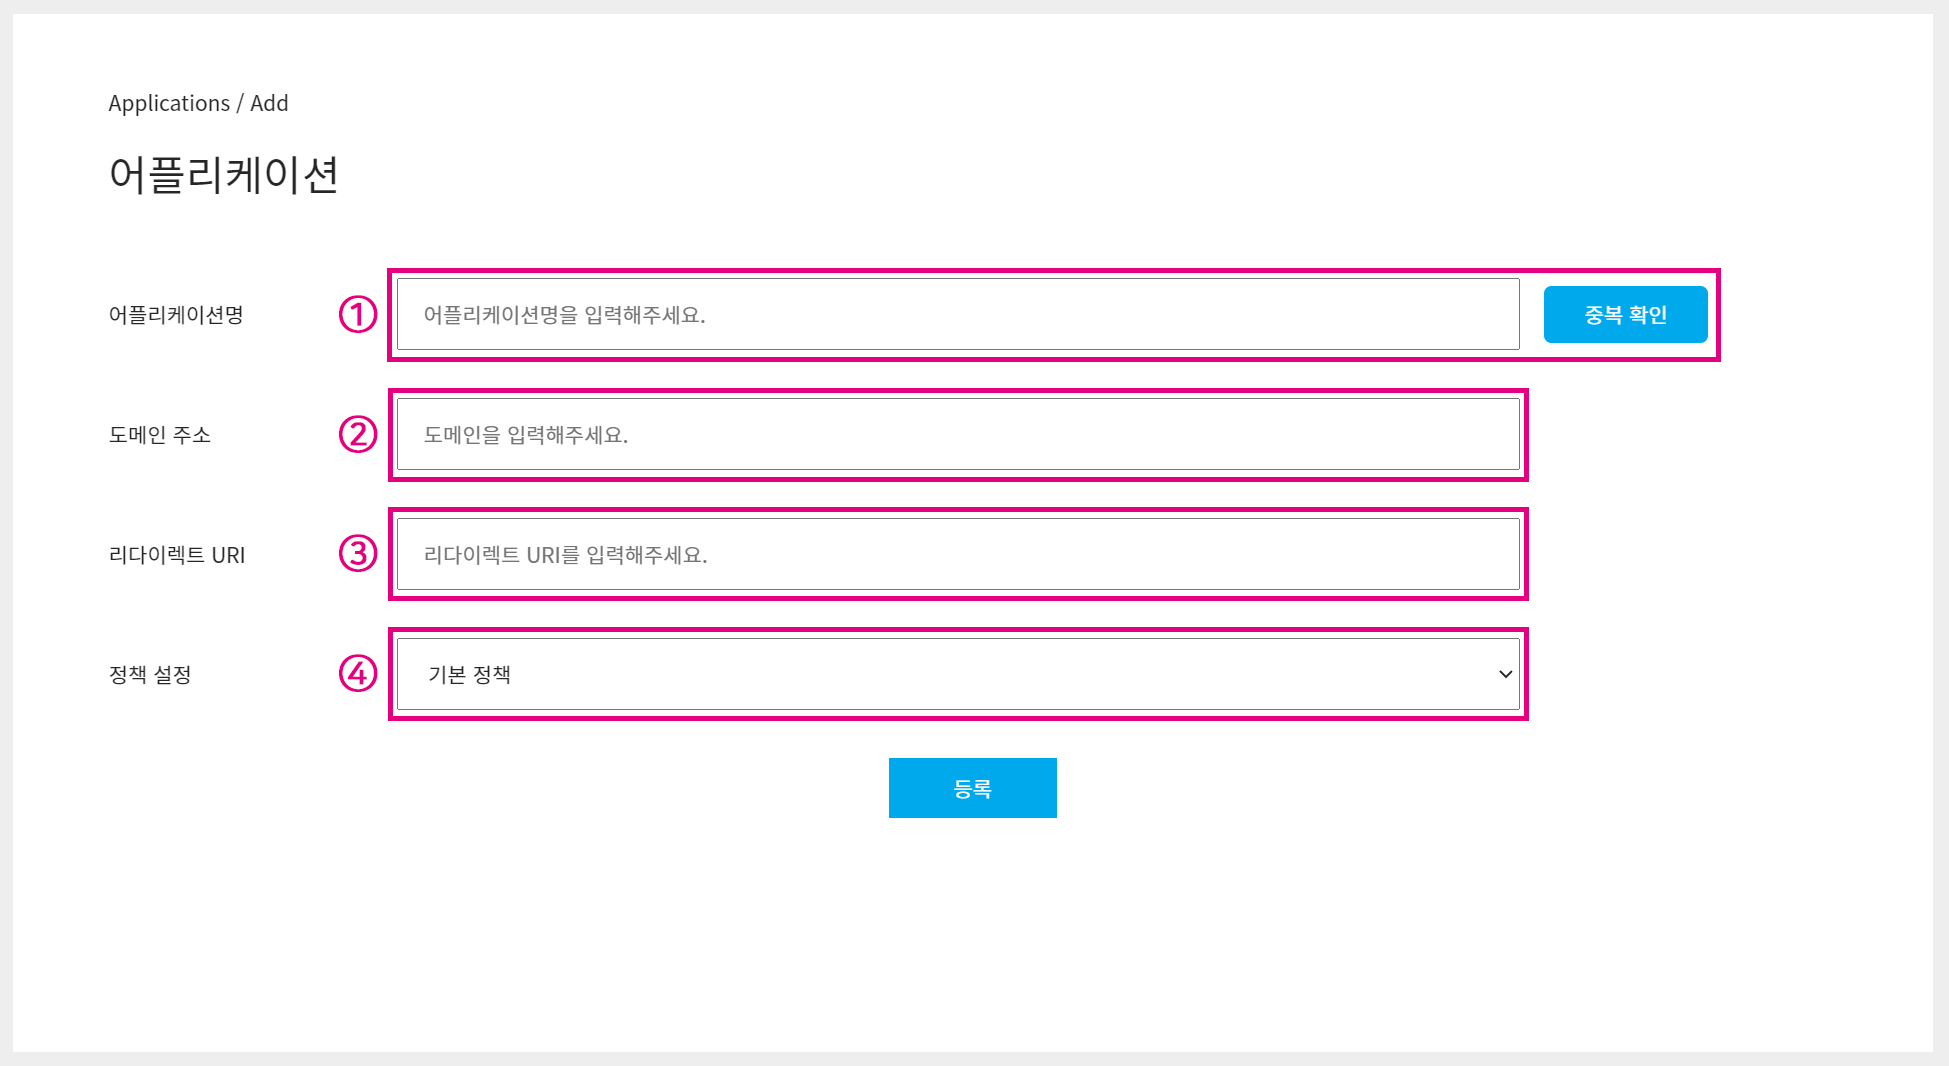 Applications / Add
어플리케이션
어플리케이션명 ① 어플리케이션명을 입력해주세요. 중복 확인
도메인 주소 ② 도메인을 입력해주세요.
리다이렉트 URI ③ 리다이렉트 URI를 입력해주세요.
정책 설정 ④ 기본 정책
등록